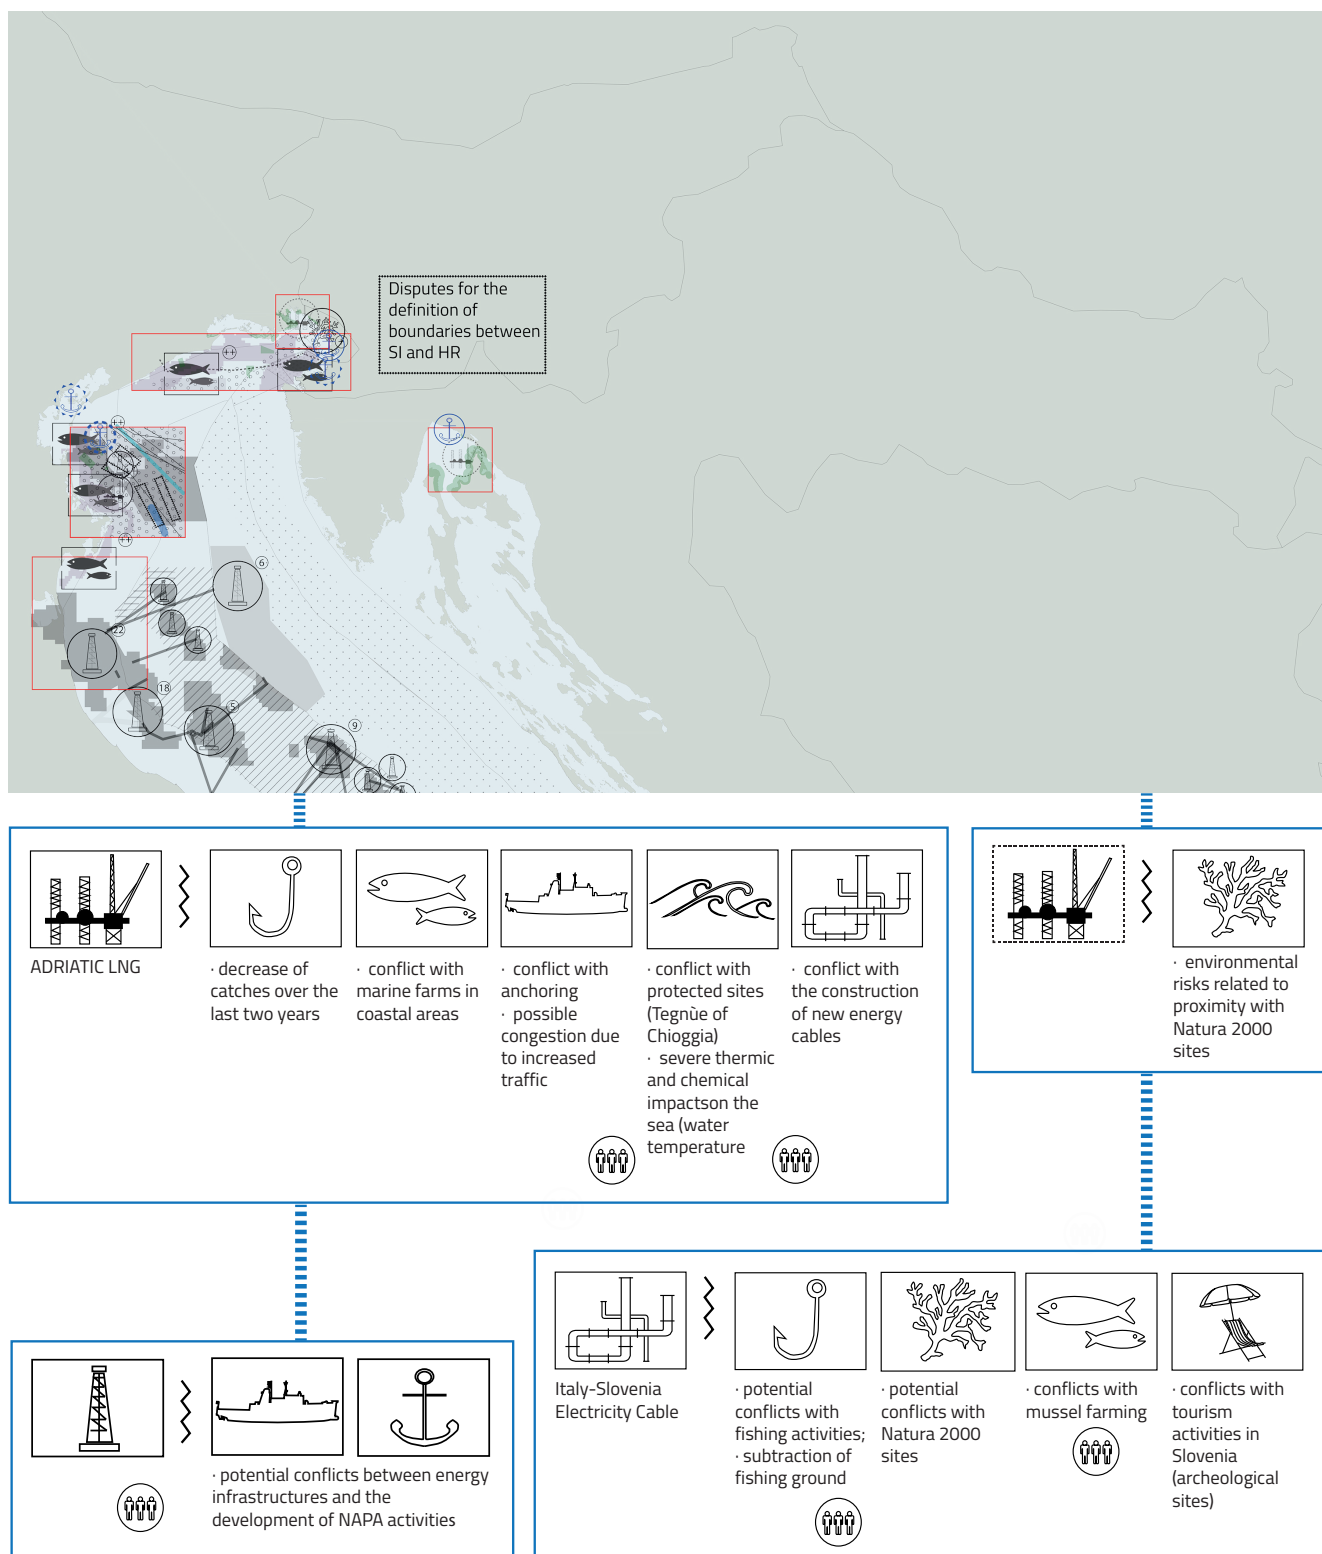 Disputes for the
definition of
boundaries between
SI and HR
++
++
++
6
22
18
5
9
ADRIATIC LNG
· decrease of
catches over the
last two years
· conflict with
marine farms in
coastal areas
· conflict with
anchoring
· possible
congestion due
to increased
traffic
· conflict with
protected sites
(Tegnùe of
Chioggia)
· severe thermic
and chemical
impactson the
sea (water
temperature
· conflict with
the construction
of new energy
cables
· environmental
risks related to
proximity with
Natura 2000
sites
Italy-Slovenia
Electricity Cable
· potential
conflicts with
fishing activities;
· subtraction of
fishing ground
· potential
conflicts with
Natura 2000
sites
· conflicts with
mussel farming
· conflicts with
tourism
activities in
Slovenia
(archeological
sites)
· potential conflicts between energy
infrastructures and the
development of NAPA activities